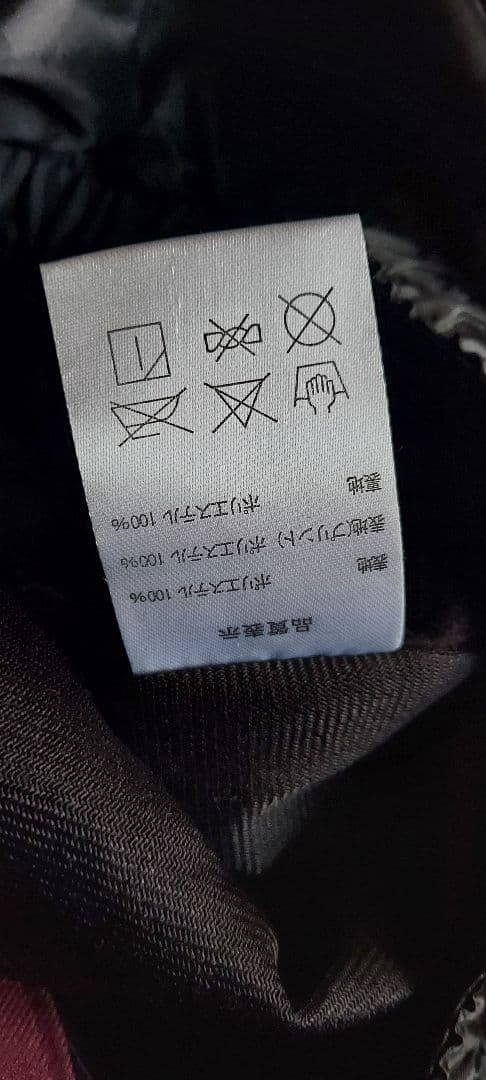 品質表示
表地 ポリエステル 100%
表地(プリント) ポリエステル 100%
裏地 ポリエステル 100%